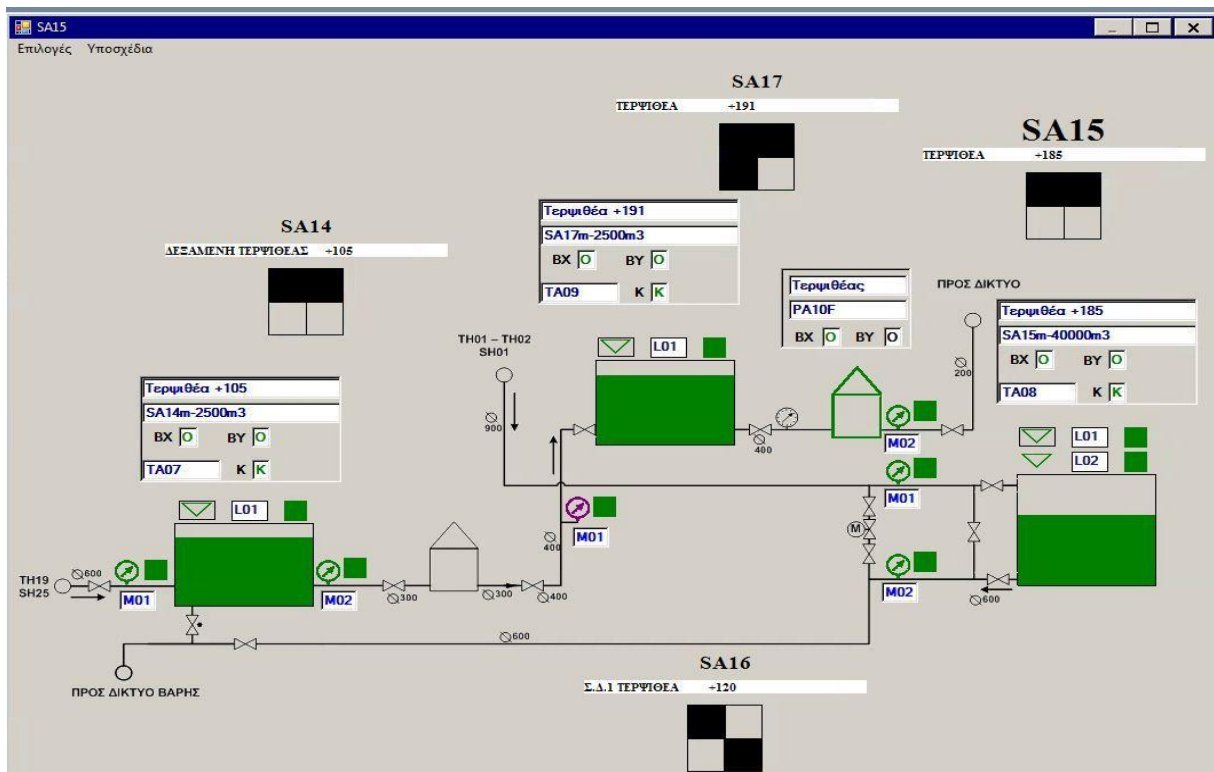 SA15
Επιλογές Υποσχέδια
SA17
ΤΕΡΨΙΘΕΑ +191
SA15
ΤΕΡΨΙΘΕΑ +185
SA14
ΔΕΞΑΜΕΝΗ ΤΕΡΨΙΘΕΑΣ +105
Τερψιθέα +191
SA17m-2500m3
BX O BY O
TA09 K K
Τερψιθέας
PA10F
BX O BY O
ΠΡΟΣ ΔΙΚΤΥΟ
Τερψιθέα +185
SA15m-40000m3
BX O BY O
TA08 K K
TH01 – TH02
SH01
L01
∅200
Τερψιθέα +105
SA14m-2500m3
BX O BY O
TA07 K K
∅900
∅400
M02
L01
L02
M01
L01
∅400
M01
M
TH19
SH25
∅600
M01
M02
∅300
∅300
∅400
M02
∅600
∅600
ΠΡΟΣ ΔΙΚΤΥΟ ΒΑΡΗΣ
SA16
Σ.Δ.1 ΤΕΡΨΙΘΕΑ +120